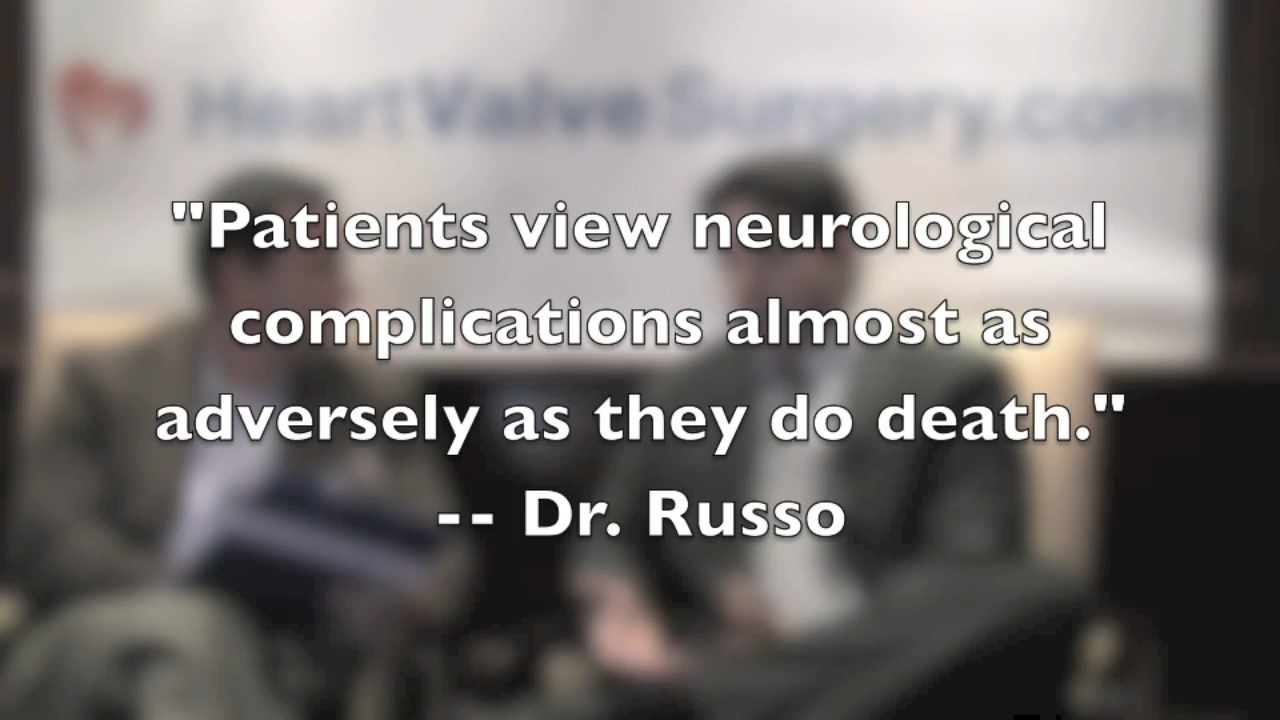 HeartValveSurgery.com
"Patients view neurological
complications almost as
adversely as they do death."
-- Dr. Russo